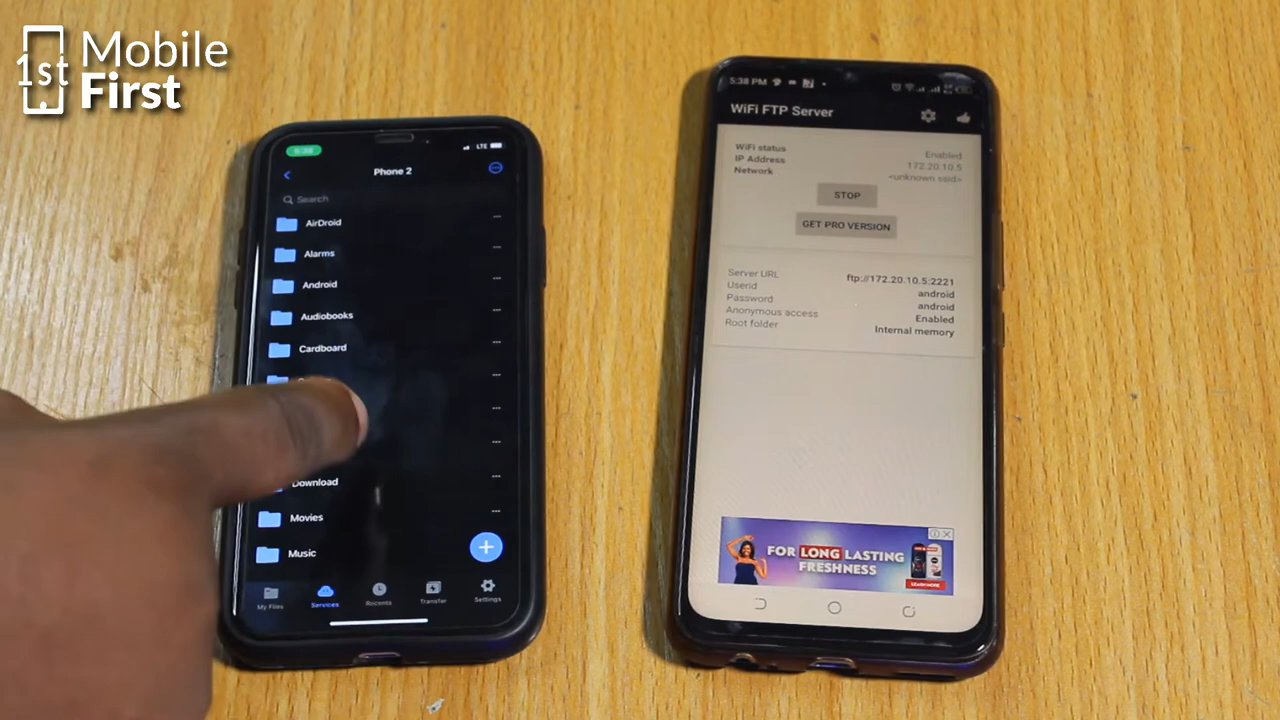 1st Mobile
First
LTE
Phone 2
Search
AirDroid
Alarms
Android
Audiobooks
Cardboard
Download
Movies
Music
My Files
Services
Recents
Transfer
Settings
5:38 PM
WiFi FTP Server
WiFi status Enabled
IP Address 172.20.10.5
Network <unknown ssid>
STOP
GET PRO VERSION
Server URL ftp://172.20.10.5:2221
Userid android
Password android
Anonymous access Enabled
Root folder Internal memory
FOR LONG LASTING
FRESHNESS
LEARN MORE